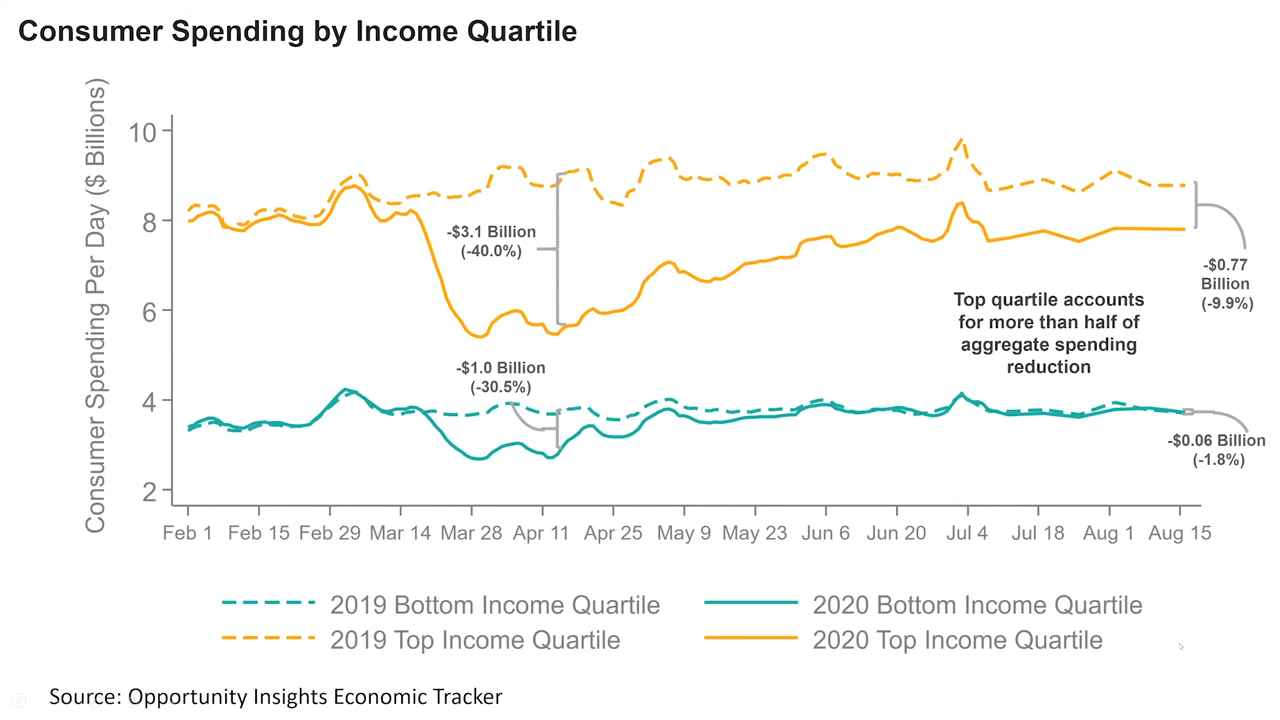 Consumer Spending by Income Quartile
Consumer Spending Per Day ($ Billions)
10
8
6
4
2
-$3.1 Billion
(-40.0%)
-$1.0 Billion
(-30.5%)
Top quartile accounts
for more than half of
aggregate spending
reduction
-$0.77
Billion
(-9.9%)
-$0.06 Billion
(-1.8%)
Feb 1 Feb 15 Feb 29 Mar 14 Mar 28 Apr 11 Apr 25 May 9 May 23 Jun 6 Jun 20 Jul 4 Jul 18 Aug 1 Aug 15
2019 Bottom Income Quartile 2020 Bottom Income Quartile
2019 Top Income Quartile 2020 Top Income Quartile
Source: Opportunity Insights Economic Tracker